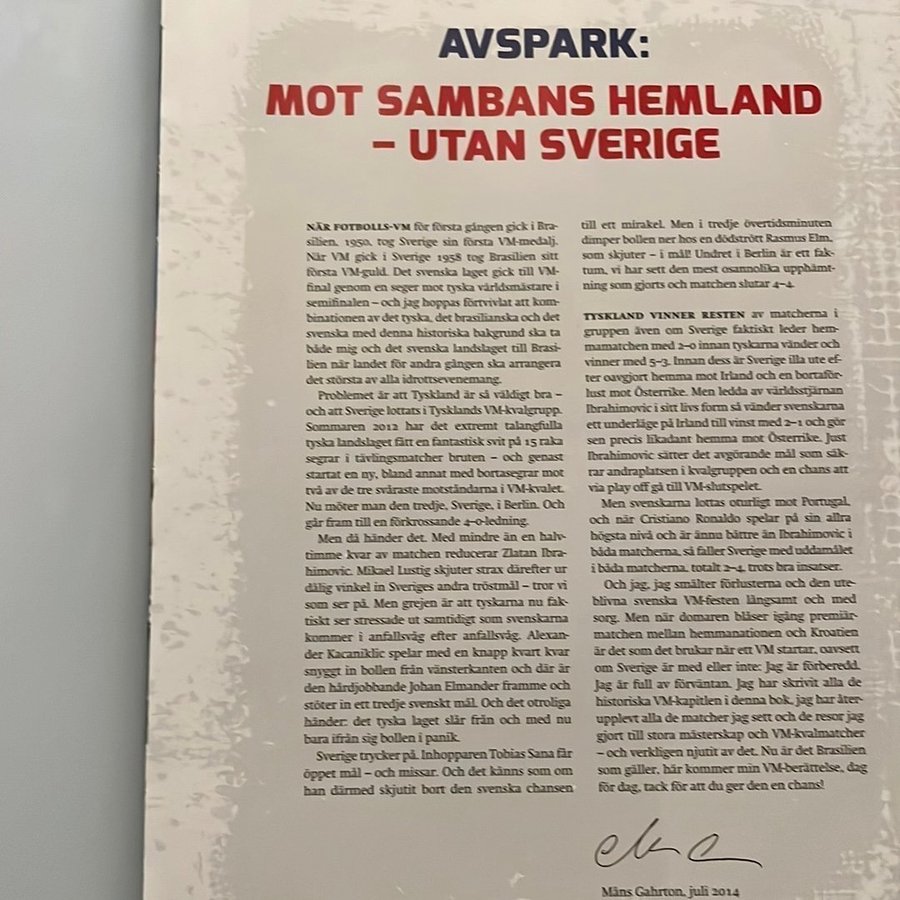 AVSPARK:
MOT SAMBANS HEMLAND
– UTAN SVERIGE
NÄR FOTBOLLS-VM för första gången gick i Bra-
silien, 1950, tog Sverige sin första VM-medalj.
När VM gick i Sverige 1958 tog Brasilien sitt
första VM-guld. Det svenska laget gick till VM-
final genom en seger mot tyska världsmästare i
semifinalen – och jag hoppas förtvivlat att kom-
binationen av det tyska, det brasilianska och det
svenska med denna historiska bakgrund ska ta
både mig och det svenska landslaget till Brasi-
lien när landet för andra gången ska arrangera
det största av alla idrottsevenemang.
Problemet är att Tyskland är så väldigt bra –
och att Sverige lottats i Tysklands VM-kvalgrupp.
Sommaren 2012 har det extremt talangfulla
tyska landslaget fått en fantastisk svit på 15 raka
segrar i tävlingsmatcher bruten – och genast
startat en ny, bland annat med bortasegrar mot
två av de tre svåraste motståndarna i VM-kvalet.
Nu möter man den tredje, Sverige, i Berlin. Och
går fram till en förkrossande 4–0-ledning.
Men då händer det. Med mindre än en halv-
timme kvar av matchen reducerar Zlatan Ibra-
himovic. Mikael Lustig skjuter strax därefter ur
dålig vinkel in Sveriges andra tröstmål – tror vi
som ser på. Men grejen är att tyskarna nu fak-
tiskt ser stressade ut samtidigt som svenskarna
kommer i anfallsvåg efter anfallsvåg. Alexan-
der Kacaniklic spelar med en knapp kvart kvar
snyggt in bollen från vänsterkanten och där är
den hårdjobbande Johan Elmander framme och
stöter in ett tredje svenskt mål. Och det otroliga
händer: det tyska laget slår från och med nu
bara ifrån sig bollen i panik.
Sverige trycker på. Inhopparen Tobias Sana får
öppet mål – och missar. Och det känns som om
han därmed skjutit bort den svenska chansen
till ett mirakel. Men i tredje övertidsminuten
dimper bollen ner hos en dödstrött Rasmus Elm,
som skjuter – i mål! Undret i Berlin är ett fak-
tum, vi har sett den mest osannolika upphämt-
ning som gjorts och matchen slutar 4–4.
TYSKLAND VINNER RESTEN av matcherna i
gruppen även om Sverige faktiskt leder hem-
mamatchen med 2–0 innan tyskarna vänder och
vinner med 5–3. Innan dess är Sverige illa ute ef-
ter oavgjort hemma mot Irland och en bortaför-
lust mot Österrike. Men ledda av världsstjärnan
Ibrahimovic i sitt livs form så vänder svenskarna
ett underläge på Irland till vinst med 2–1 och gör
sen precis likadant hemma mot Österrike. Just
Ibrahimovic sätter det avgörande mål som säk-
rar andraplatsen i kvalgruppen och en chans att
via play off gå till VM-slutspelet.
Men svenskarna lottas oturligt mot Portugal,
och när Cristiano Ronaldo spelar på sin allra
högsta nivå och är ännu bättre än Ibrahimovic i
båda matcherna, så faller Sverige med uddamålet
i båda matcherna, totalt 2–4, trots bra insatser.
Och jag, jag smälter förlusterna och den ute-
blivna svenska VM-festen långsamt och med
sorg. Men när domaren blåser igång premiär-
matchen mellan hemmanationen och Kroatien
är det som det brukar när ett VM startar, oavsett
om Sverige är med eller inte: Jag är förberedd.
Jag är full av förväntan. Jag har skrivit alla de
historiska VM-kapitlen i denna bok, jag har åter-
upplevt alla de matcher jag sett och de resor jag
gjort till stora mästerskap och VM-kvalmatcher
– och verkligen njutit av det. Nu är det Brasilien
som gäller, här kommer min VM-berättelse, dag
för dag, tack för att du ger den en chans!
Måns Gahrton, juli 2014